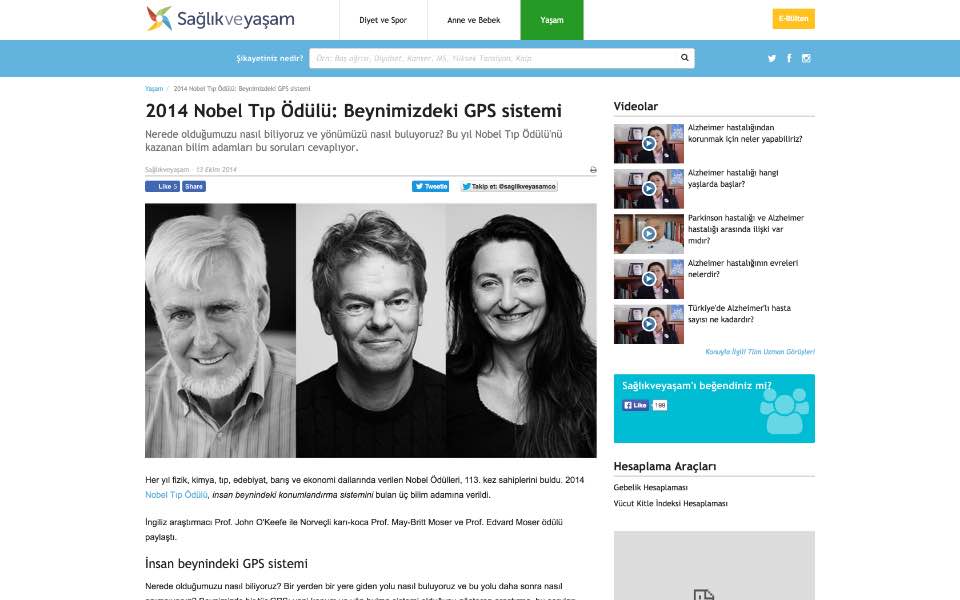 Sağlıkveyaşam
Diyet ve Spor
Anne ve Bebek
Yaşam
E-Bülten
Şikayetiniz nedir?
Örn: Baş ağrısı, Diyabet, Kanser, MS, Yüksek Tansiyon, Kalp
Yaşam / 2014 Nobel Tıp Ödülü: Beynimizdeki GPS sistemi
2014 Nobel Tıp Ödülü: Beynimizdeki GPS sistemi
Nerede olduğumuzu nasıl biliyoruz ve yönümüzü nasıl buluyoruz? Bu yıl Nobel Tıp Ödülü'nü
kazanan bilim adamları bu soruları cevaplıyor.
Sağlıkveyaşam - 13 Ekim 2014
Like 5
Share
Tweetle
Takip et: @saglikveyasamco
Her yıl fizik, kimya, tıp, edebiyat, barış ve ekonomi dallarında verilen Nobel Ödülleri, 113. kez sahiplerini buldu. 2014
Nobel Tıp Ödülü, insan beynindeki konumlandırma sistemini bulan üç bilim adamına verildi.
İngiliz araştırmacı Prof. John O'Keefe ile Norveçli karı-koca Prof. May-Britt Moser ve Prof. Edvard Moser ödülü
paylaştı.
İnsan beynindeki GPS sistemi
Nerede olduğumuzu nasıl biliyoruz? Bir yerden bir yere giden yolu nasıl buluyoruz ve bu yolu daha sonra nasıl
Videolar
Alzheimer hastalığından
korunmak için neler yapabiliriz?
Alzheimer hastalığı hangi
yaşlarda başlar?
Parkinson hastalığı ve Alzheimer
hastalığı arasında ilişki var
mıdır?
Alzheimer hastalığının evreleri
nelerdir?
Türkiye'de Alzheimer'lı hasta
sayısı ne kadardır?
Konuyla İlgili Tüm Uzman Görüşleri
Sağlıkveyaşam'ı beğendiniz mi?
Like 199
Hesaplama Araçları
Gebelik Hesaplaması
Vücut Kitle İndeksi Hesaplaması